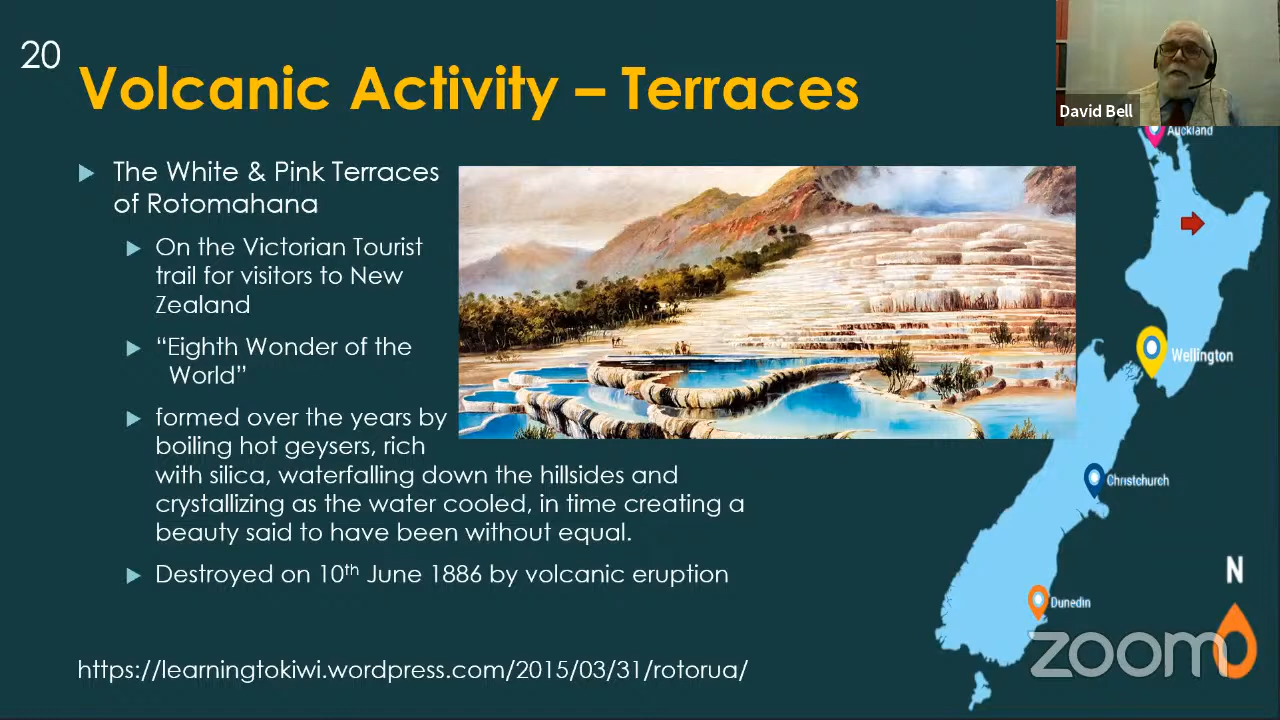 20
Volcanic Activity – Terraces
David Bell
The White & Pink Terraces
of Rotomahana
On the Victorian Tourist
trail for visitors to New
Zealand
“Eighth Wonder of the
World”
formed over the years by
boiling hot geysers, rich
with silica, waterfalling down the hillsides and
crystallizing as the water cooled, in time creating a
beauty said to have been without equal.
Destroyed on 10th June 1886 by volcanic eruption
https://learningtokiwi.wordpress.com/2015/03/31/rotorua/
Auckland
Wellington
Christchurch
Dunedin
N
zoom